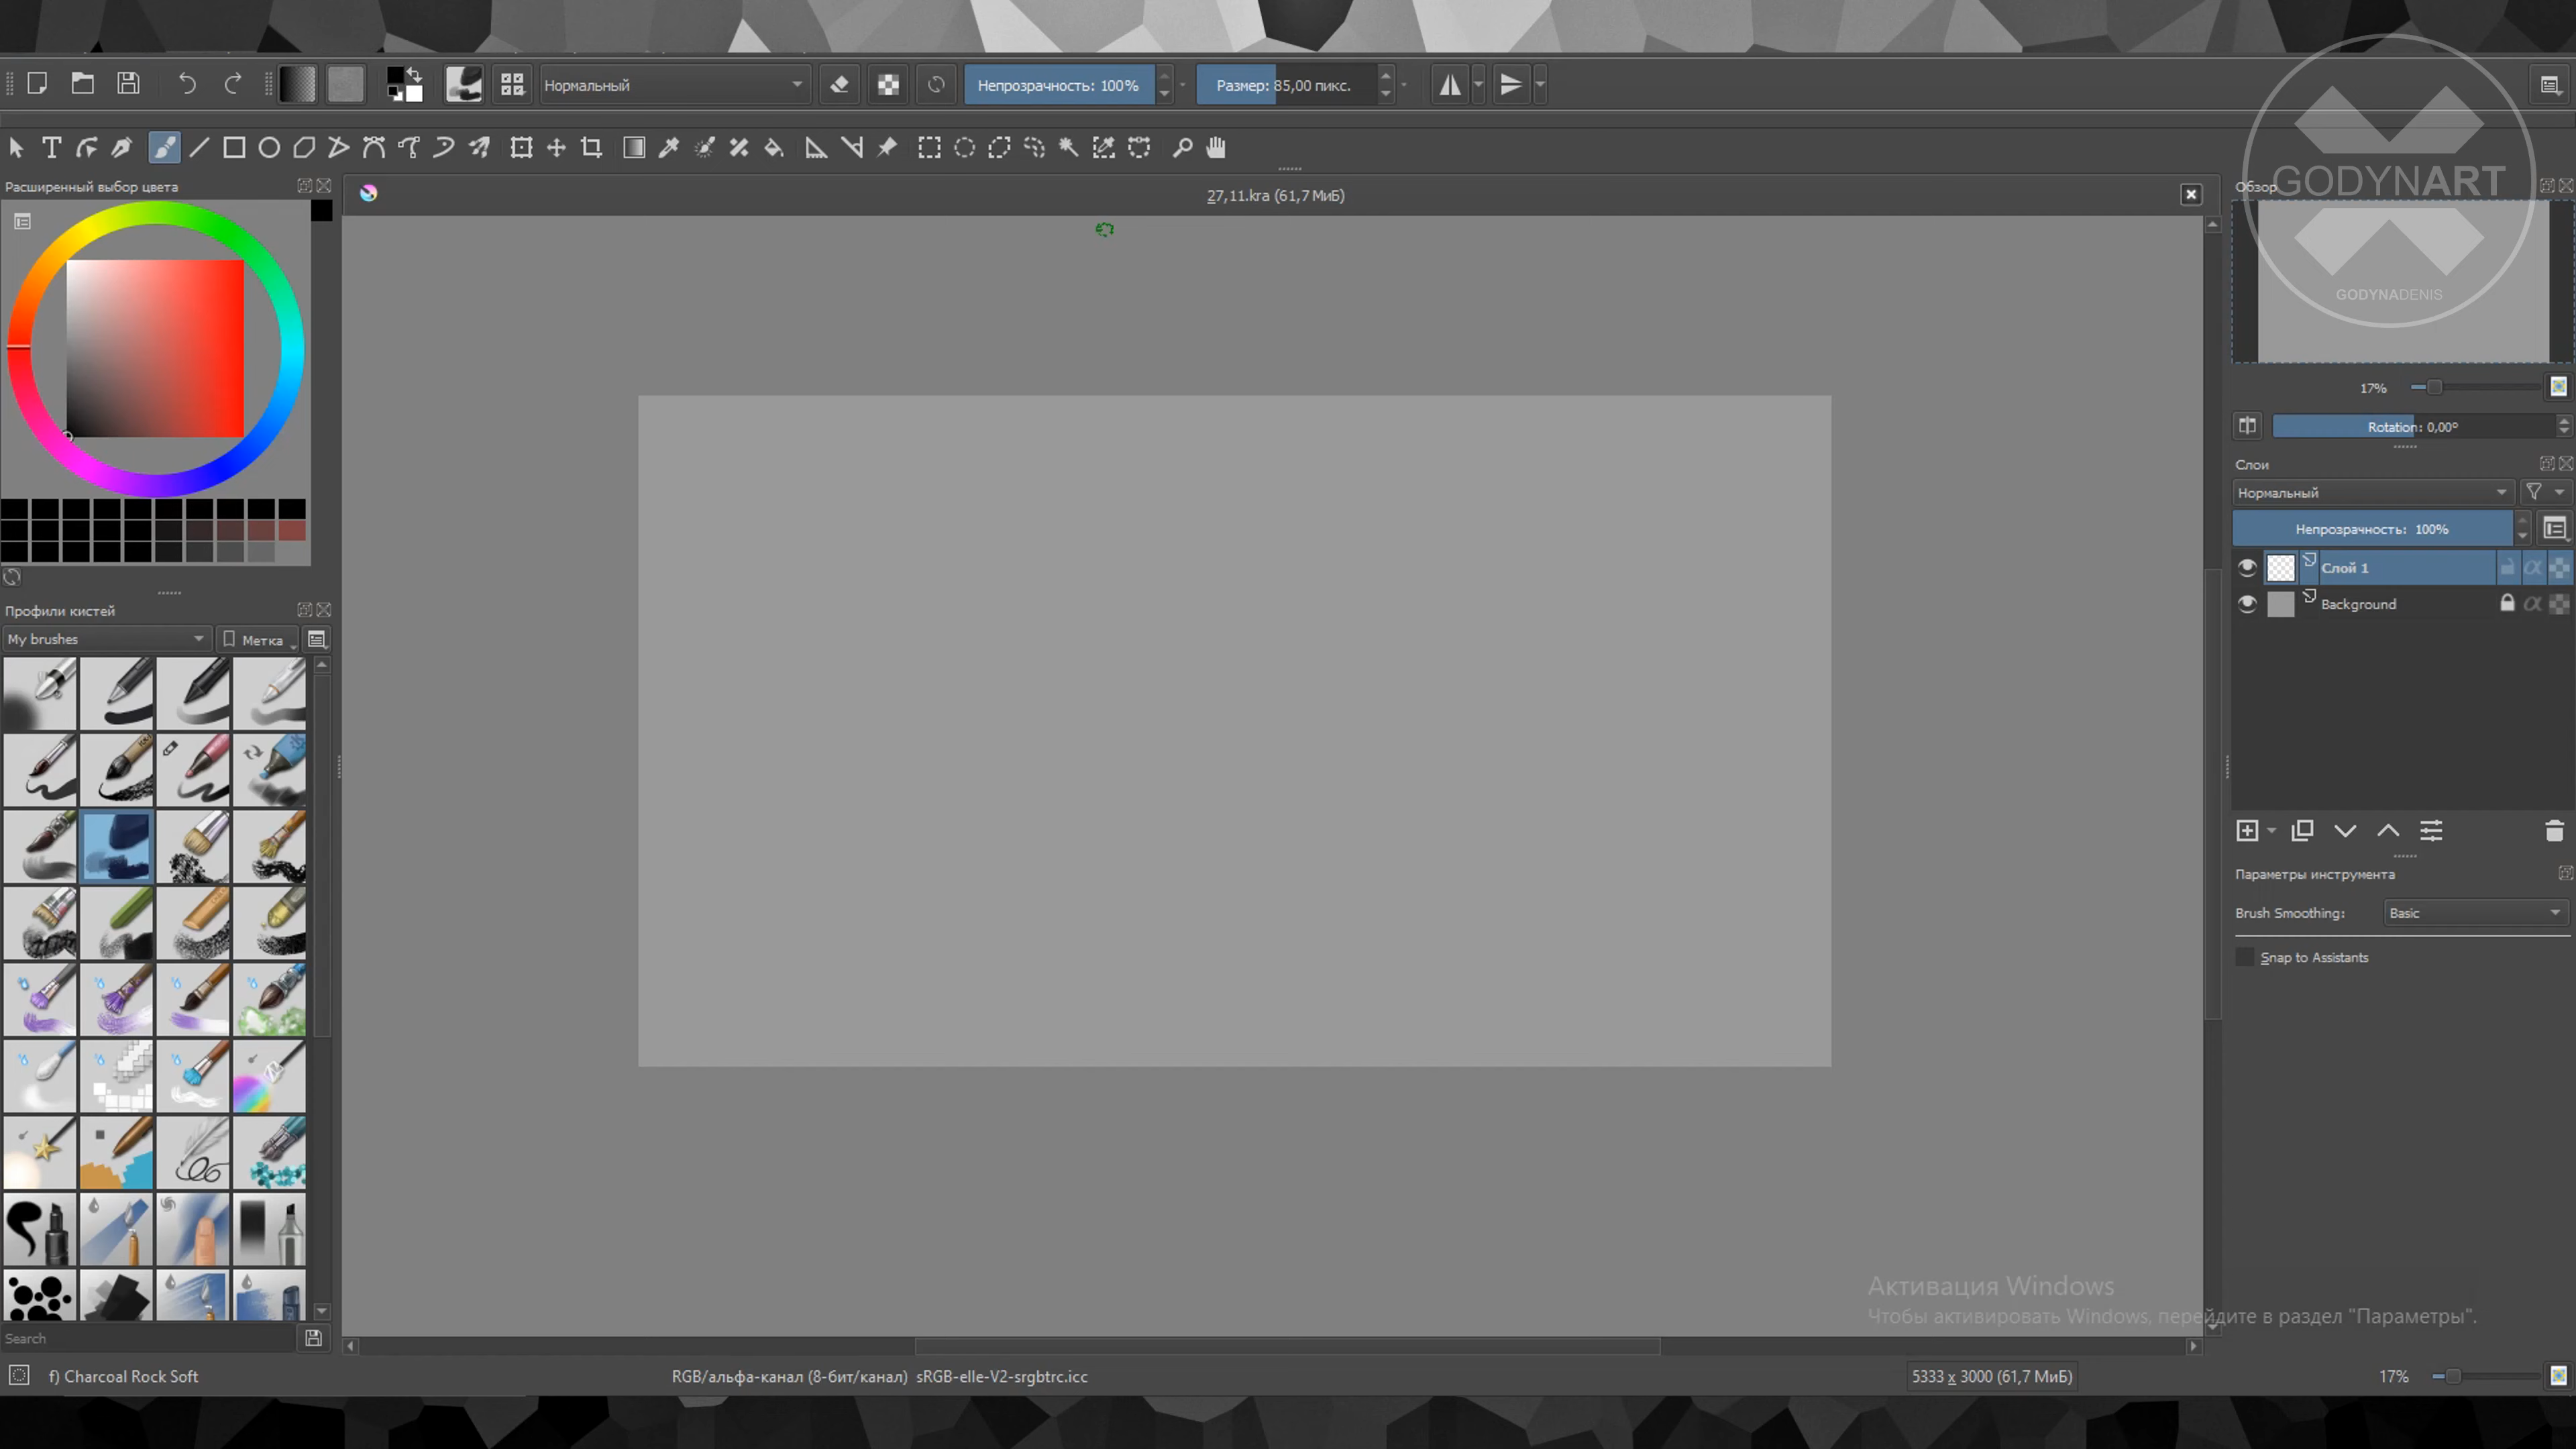 Нормальный
Непрозрачность: 100%
Размер: 85,00 пикс.
Расширенный выбор цвета
27,11.kra (61,7 МиБ)
Обзор
GODYNART
GODYNADENIS
17%
Rotation: 0,00°
Слои
Нормальный
Непрозрачность: 100%
Слой 1
Background
Профили кистей
My brushes
Метка
Параметры инструмента
Brush Smoothing:
Basic
Snap to Assistants
Активация Windows
Чтобы активировать Windows, перейдите в раздел "Параметры".
Search
f) Charcoal Rock Soft
RGB/альфа-канал (8-бит/канал) sRGB-elle-V2-srgbtrc.icc
5333 x 3000 (61,7 МиБ)
17%